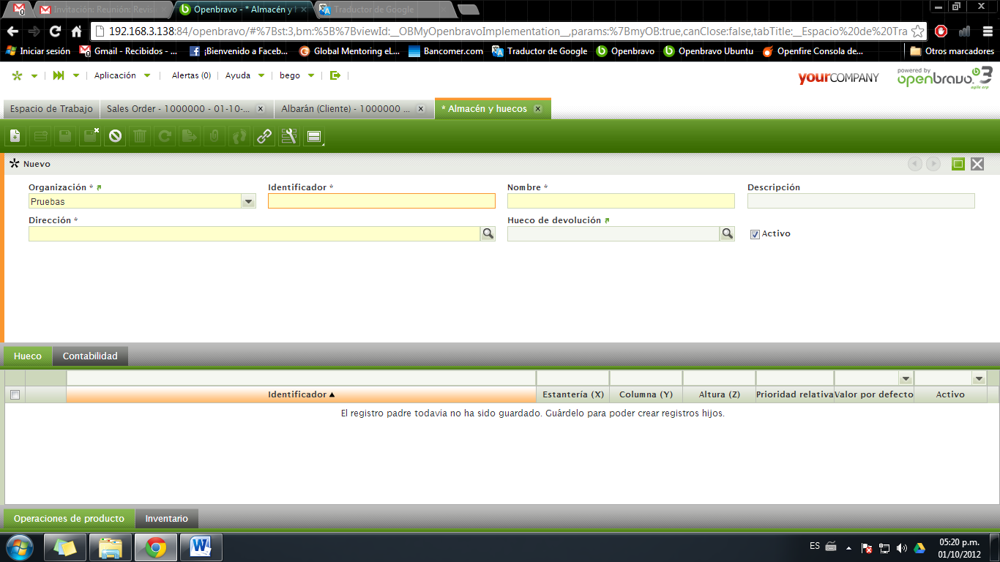 Invitación: Reunión: Revis
Openbravo - * Almacén y h
Traductor de Google
192.168.3.138:84/openbravo/#%7Bst:3,bm:%5B%7BviewId:__OBMyOpenbravoImplementation__,params:%7BmyOB:true,canClose:false,tabTitle:__Espacio%20de%20Tra
Iniciar sesión
Gmail - Recibidos - ...
¡Bienvenido a Faceb...
Global Mentoring eL...
Bancomer.com
Traductor de Google
Openbravo
Openbravo Ubuntu
Openfire Consola de...
Otros marcadores
Aplicación
Alertas (0)
Ayuda
bego
yourCOMPANY
powered by
openbravo 3
agile erp
Espacio de Trabajo
Sales Order - 1000000 - 01-10-...
Albarán (Cliente) - 1000000 ...
* Almacén y huecos
Nuevo
Organización *
Identificador *
Nombre *
Descripción
Pruebas
Dirección *
Hueco de devolución
Activo
Hueco
Contabilidad
Identificador
Estantería (X)
Columna (Y)
Altura (Z)
Prioridad relativa
Valor por defecto
Activo
El registro padre todavia no ha sido guardado. Guárdelo para poder crear registros hijos.
Operaciones de producto
Inventario
ES
05:20 p.m.
01/10/2012